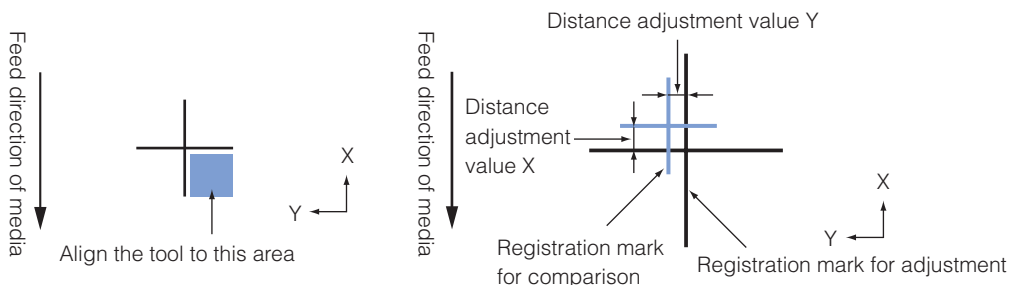 Feed direction of media
X
Y
Align the tool to this area
Feed direction of media
Distance adjustment value Y
Distance
adjustment
value X
X
Y
Registration mark
for comparison
Registration mark for adjustment